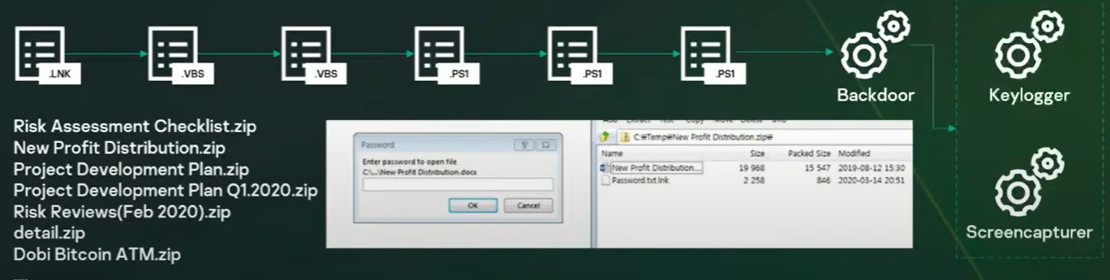 .LNK
.VBS
.VBS
.PS1
.PS1
.PS1
Backdoor
Keylogger
Screencapturer
Risk Assessment Checklist.zip
New Profit Distribution.zip
Project Development Plan.zip
Project Development Plan Q1.2020.zip
Risk Reviews(Feb 2020).zip
detail.zip
Dobi Bitcoin ATM.zip
...
Password
Enter password to open file
C:\...\New Profit Distribution.docx
OK Cancel
C:₩Temp₩New Profit Distribution.zip₩
Name Size Packed Size Modified
New Profit Distribution... 19 968 15 547 2019-08-12 15:30
Password.txt.lnk 2 258 846 2020-03-14 20:51